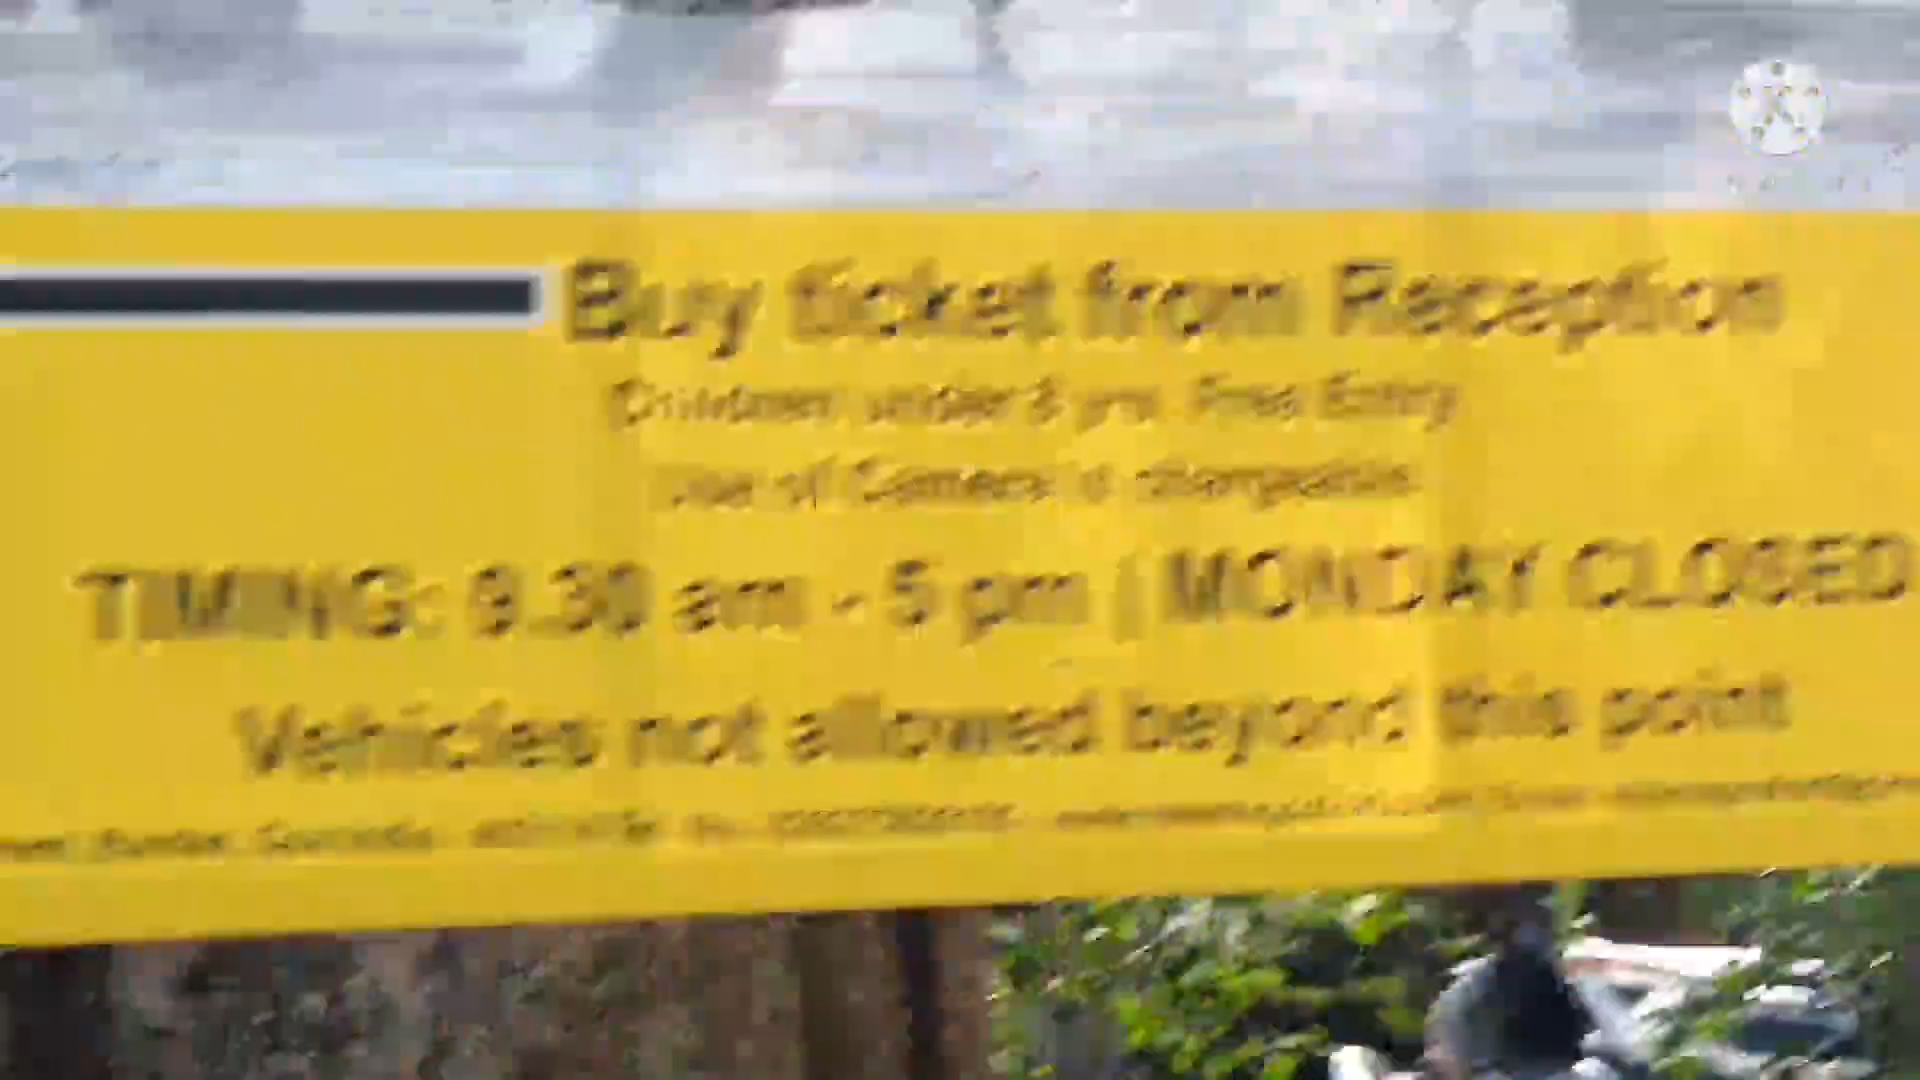 Buy ticket from Reception
Children under 8 yrs. Free Entry
Use of Camera is chargeable
TIMING: 9.30 am - 5 pm | MONDAY CLOSED
Vehicles not allowed beyond this point